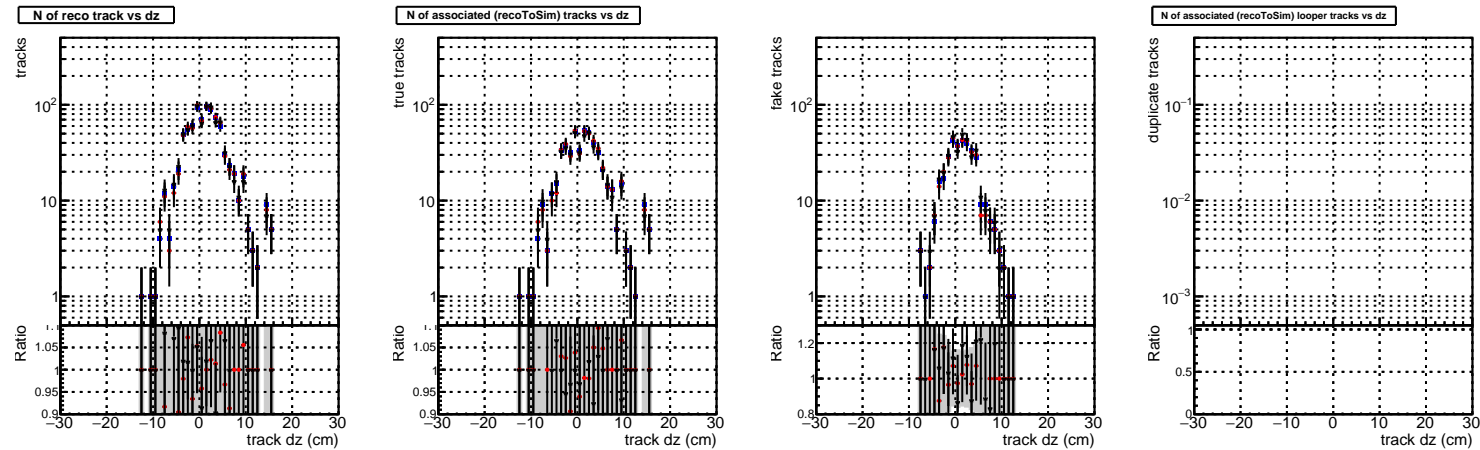 N of reco track vs dz
tracks
10²
10
1
Ratio
1.1
1.05
1
0.95
0.9
−30 −20 −10 0 10 20 30
track dz (cm)
N of associated (recoToSim) tracks vs dz
true tracks
10²
10
1
Ratio
1.1
1.05
1
0.95
0.9
−30 −20 −10 0 10 20 30
track dz (cm)
fake tracks
10²
10
1
Ratio
1.2
1
0.8
−30 −20 −10 0 10 20 30
track dz (cm)
N of associated (recoToSim) looper tracks vs dz
duplicate tracks
10⁻¹
10⁻²
10⁻³
Ratio
1
0.5
0
−30 −20 −10 0 10 20 30
track dz (cm)